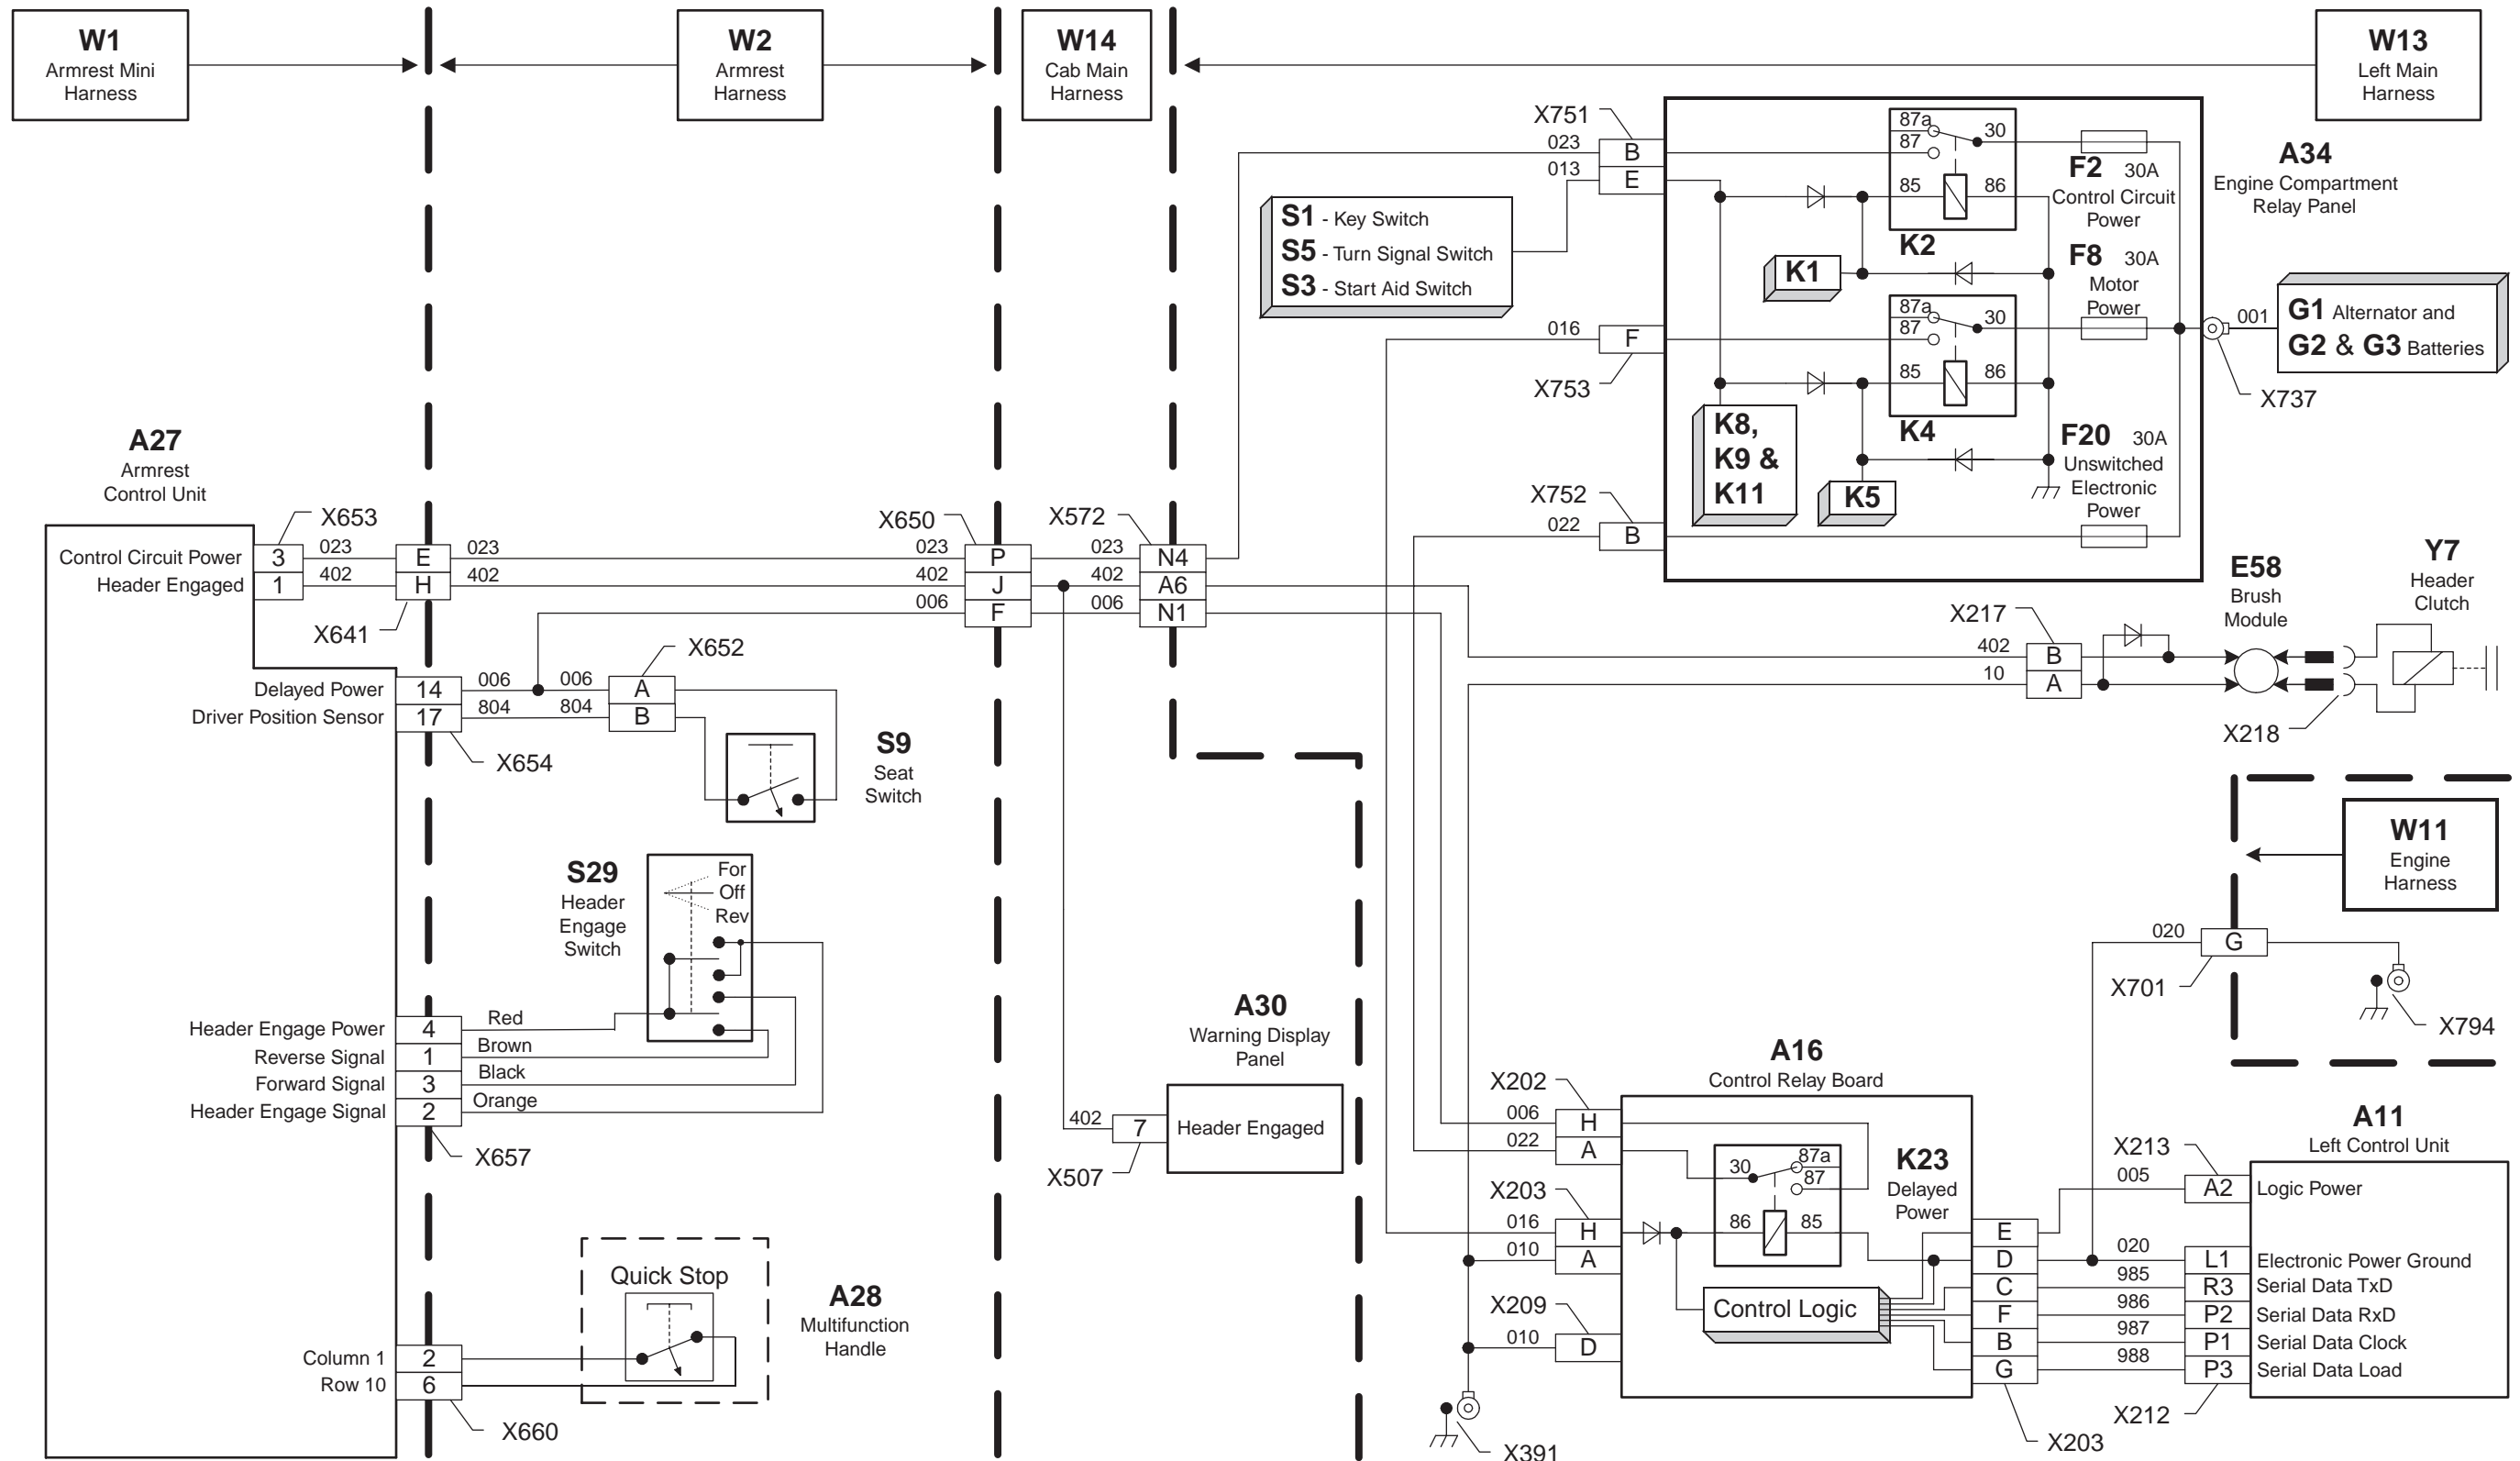 W1
Armrest Mini
Harness
W2
Armrest
Harness
W14
Cab Main
Harness
W13
Left Main
Harness
X751
023
B
013
E
S1 - Key Switch
S5 - Turn Signal Switch
S3 - Start Aid Switch
016
F
X753
X752
022
B
87a
87
30
85
86
K2
K1
87a
87
30
85
86
K4
K8,
K9 &
K11
K5
F2 30A
Control Circuit
Power
F8 30A
Motor
Power
F20 30A
Unswitched
Electronic
Power
A34
Engine Compartment
Relay Panel
001
G1 Alternator and
G2 & G3 Batteries
X737
A27
Armrest
Control Unit
X653
Control Circuit Power 3 023 E 023
Header Engaged 1 402 H 402
X641
X650
X572
023 P 023 N4
402 J 402 A6
006 F 006 N1
X652
Delayed Power 14 006 006 A
Driver Position Sensor 17 804 804 B
X654
S9
Seat
Switch
X217
402 B
10 A
E58
Brush
Module
Y7
Header
Clutch
X218
S29
Header
Engage
Switch
For
Off
Rev
Header Engage Power 4 Red
Reverse Signal 1 Brown
Forward Signal 3 Black
Header Engage Signal 2 Orange
X657
A30
Warning Display
Panel
402 7 Header Engaged
X507
W11
Engine
Harness
020 G
X701
X794
Quick Stop
A28
Multifunction
Handle
Column 1 2
Row 10 6
X660
A16
Control Relay Board
X202
006 H
022 A
X203
016 H
010 A
X209
010 D
X391
30
87a
87
86
85
K23
Delayed
Power
Control Logic
A11
Left Control Unit
X213
E 005 A2 Logic Power
D 020 L1 Electronic Power Ground
C 985 R3 Serial Data TxD
F 986 P2 Serial Data RxD
B 987 P1 Serial Data Clock
G 988 P3 Serial Data Load
X212
X203